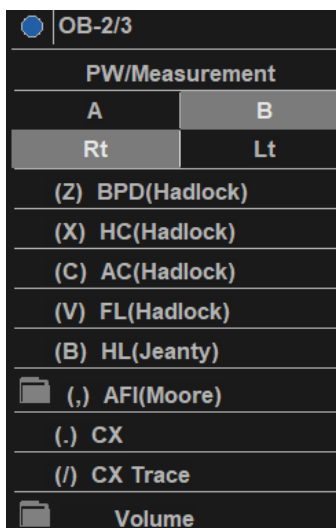 OB-2/3
PW/Measurement
A B
Rt Lt
(Z) BPD(Hadlock)
(X) HC(Hadlock)
(C) AC(Hadlock)
(V) FL(Hadlock)
(B) HL(Jeanty)
(,) AFI(Moore)
(.) CX
(/) CX Trace
Volume